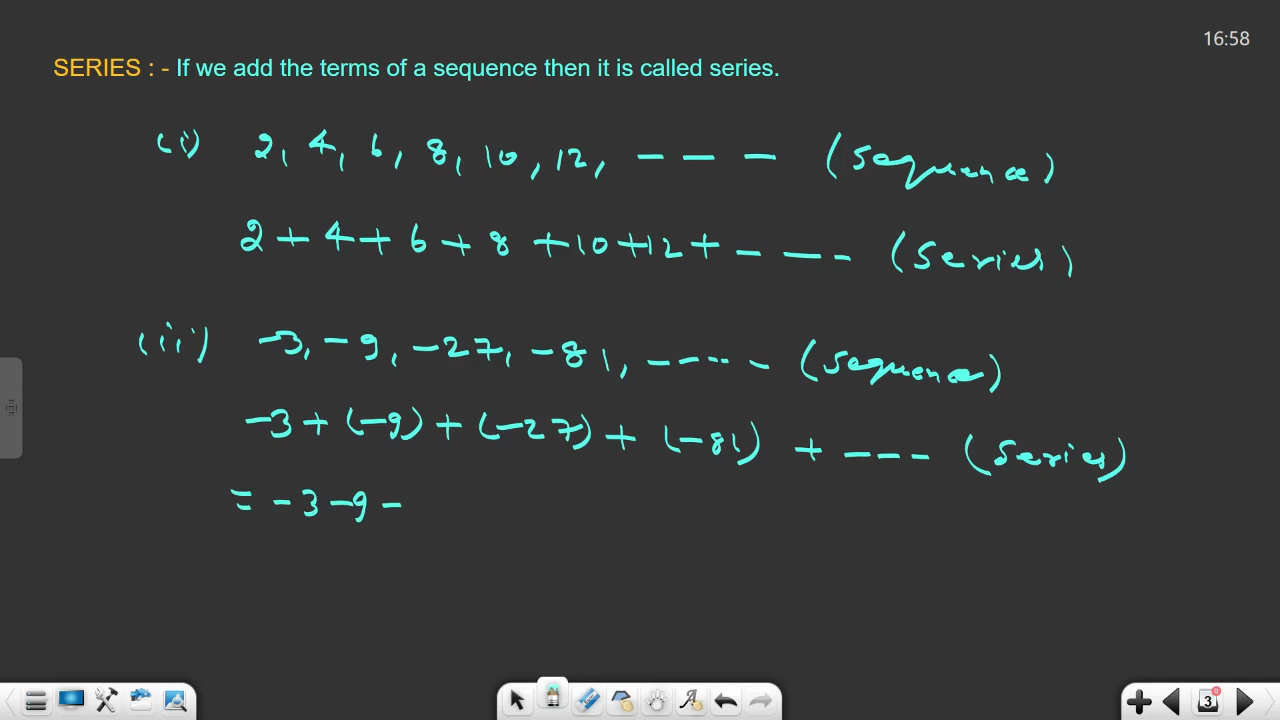 16:58
SERIES : - If we add the terms of a sequence then it is called series.
(i) 2, 4, 6, 8, 10, 12, - - - (sequence)
2 + 4 + 6 + 8 + 10 + 12 + - - - (series)
(ii) -3, -9, -27, -81, ----- (sequence)
-3 + (-9) + (-27) + (-81) + --- (series)
= -3 -9 -
3
0